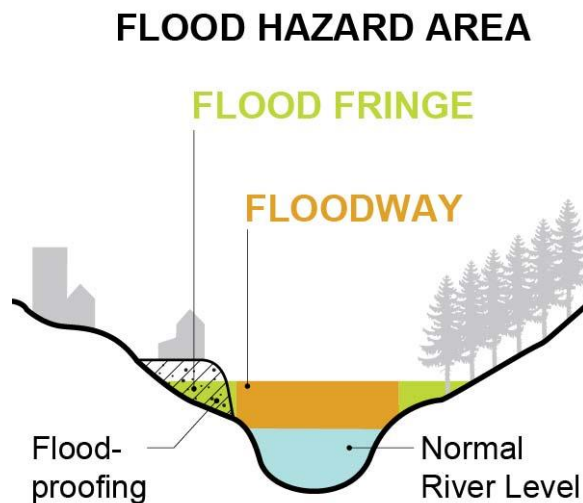 FLOOD HAZARD AREA
FLOOD FRINGE
FLOODWAY
Flood-
proofing
Normal
River Level